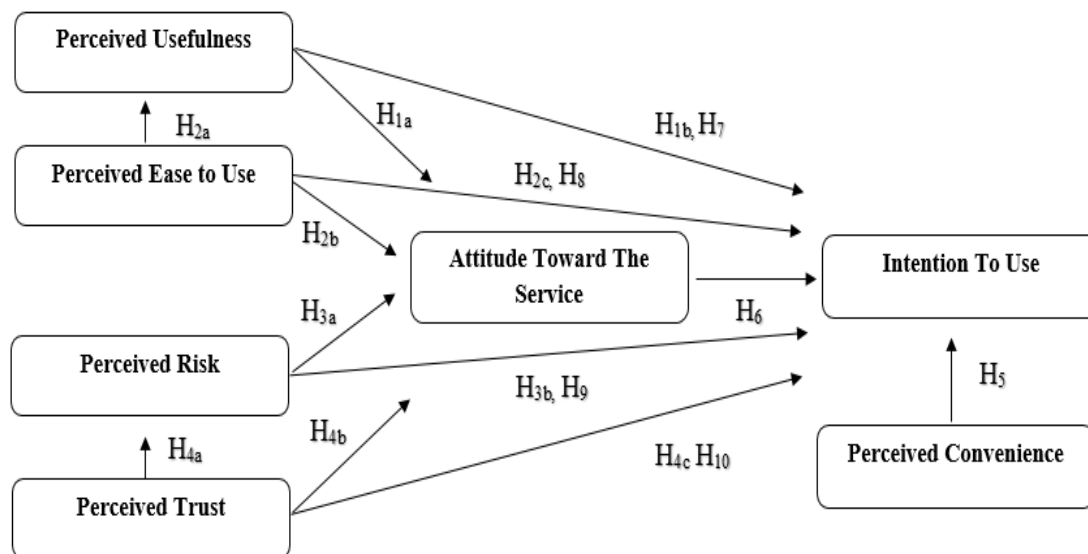 Perceived Usefulness
H1a
H1b, H7
H2a
Perceived Ease to Use
H2c, H8
H2b
Attitude Toward The
Service
Intention To Use
H3a
H6
Perceived Risk
H3b, H9
H5
H4b
H4a
H4c H10
Perceived Convenience
Perceived Trust